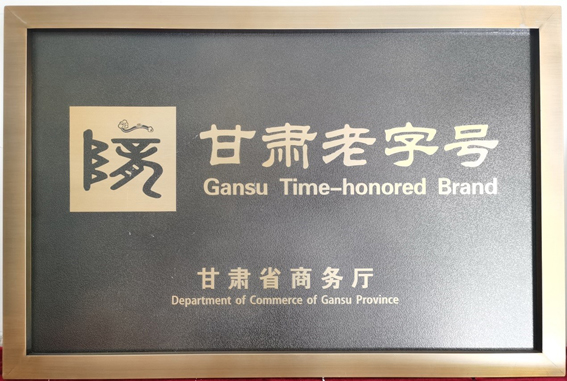 甘肃老字号
Gansu Time-honored Brand
甘肃省商务厅
Department of Commerce of Gansu Province